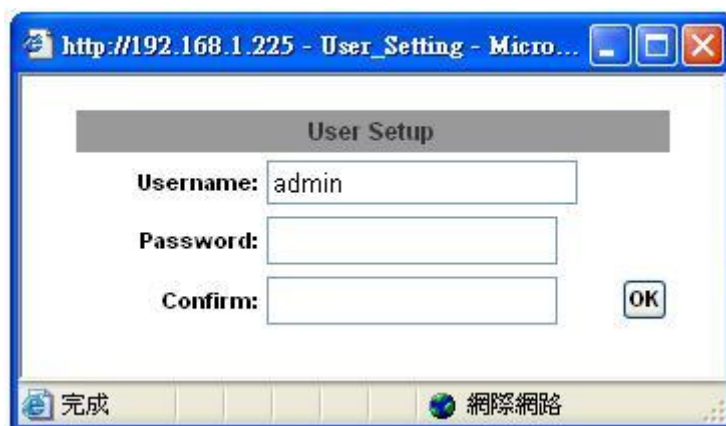 http://192.168.1.225 - User_Setting - Micro...
User Setup
Username: admin
Password:
Confirm:
OK
完成
網際網路